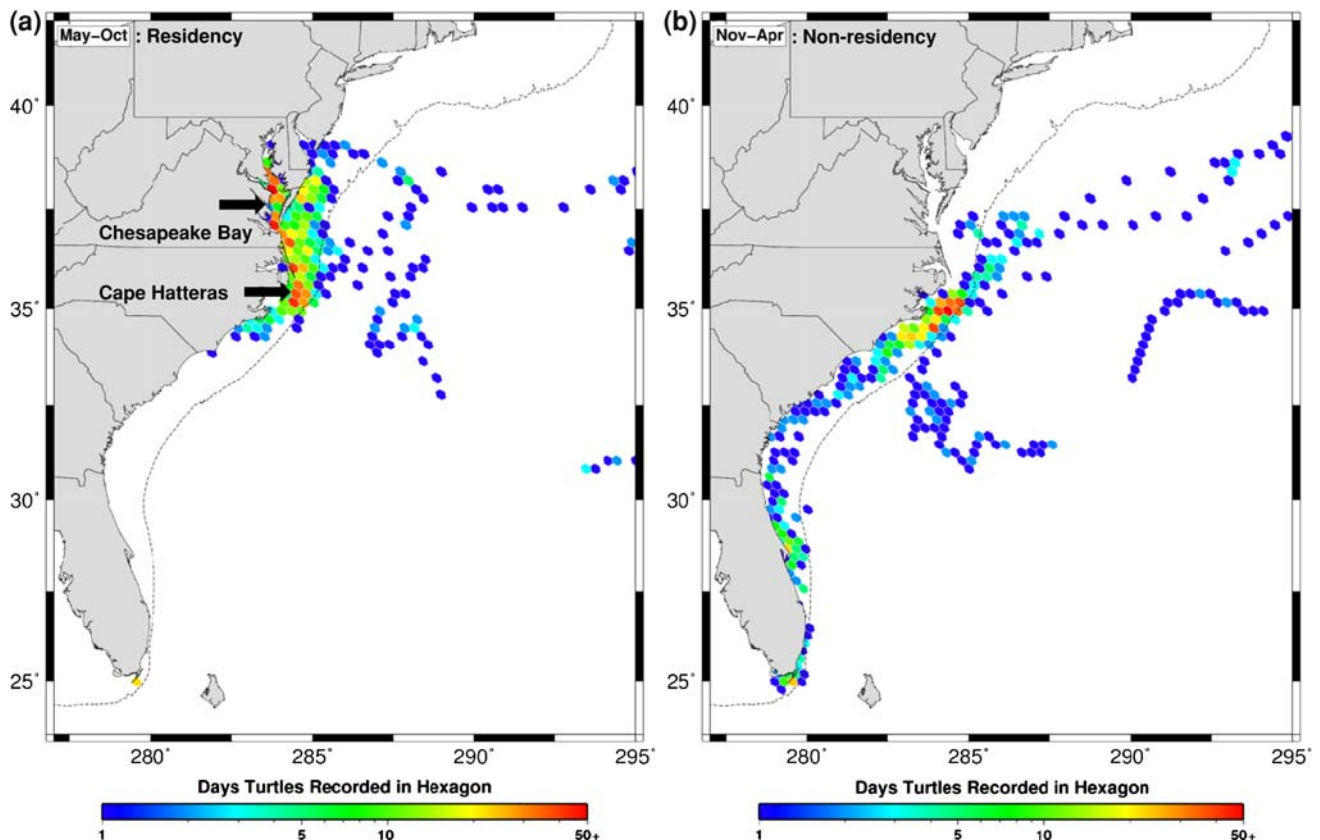 (a)
May–Oct : Residency
40°
35°
30°
25°
Chesapeake Bay
Cape Hatteras
280° 285° 290° 295°
Days Turtles Recorded in Hexagon
1 5 10 50+
(b)
Nov–Apr : Non-residency
40°
35°
30°
25°
280° 285° 290° 295°
Days Turtles Recorded in Hexagon
1 5 10 50+